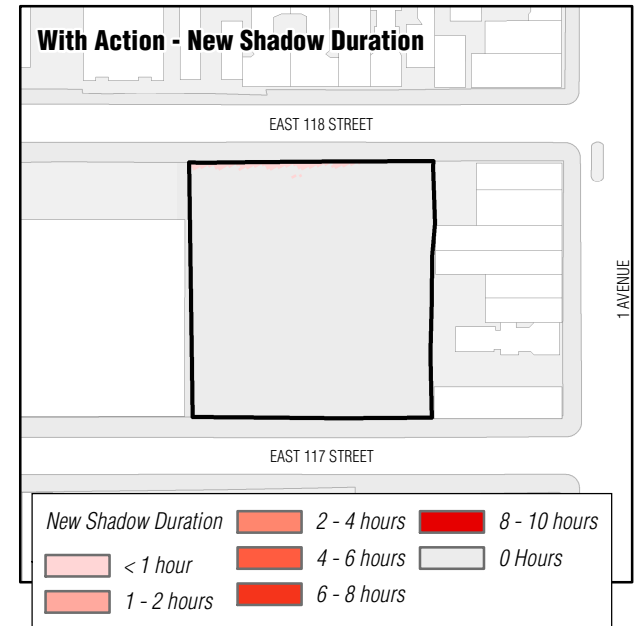 With Action - New Shadow Duration
EAST 118 STREET
1 AVENUE
EAST 117 STREET
New Shadow Duration
< 1 hour
1 - 2 hours
2 - 4 hours
4 - 6 hours
6 - 8 hours
8 - 10 hours
0 Hours